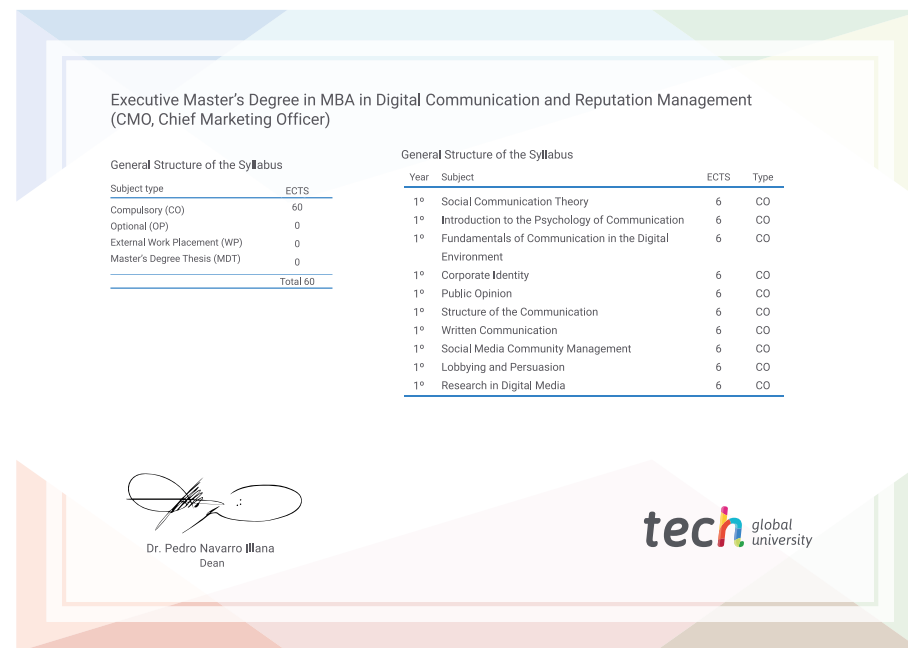 Executive Master's Degree in MBA in Digital Communication and Reputation Management
(CMO, Chief Marketing Officer)
General Structure of the Syllabus
Subject type ECTS
Compulsory (CO) 60
Optional (OP) 0
External Work Placement (WP) 0
Master's Degree Thesis (MDT) 0
Total 60
General Structure of the Syllabus
Year Subject ECTS Type
1º Social Communication Theory 6 CO
1º Introduction to the Psychology of Communication 6 CO
1º Fundamentals of Communication in the Digital 6 CO
Environment
1º Corporate Identity 6 CO
1º Public Opinion 6 CO
1º Structure of the Communication 6 CO
1º Written Communication 6 CO
1º Social Media Community Management 6 CO
1º Lobbying and Persuasion 6 CO
1º Research in Digital Media 6 CO
Dr. Pedro Navarro Illana
Dean
tech global
university